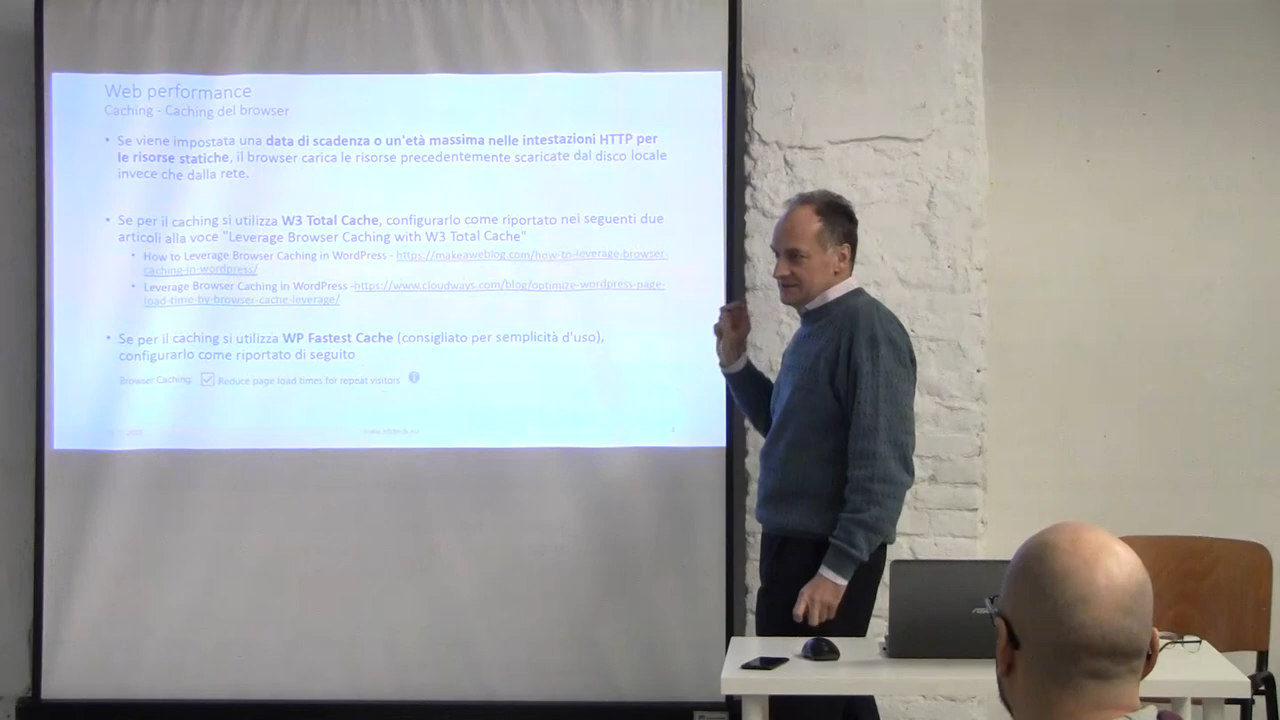 Web performance
Caching - Caching del browser
• Se viene impostata una data di scadenza o un'età massima nelle intestazioni HTTP per
le risorse statiche, il browser carica le risorse precedentemente scaricate dal disco locale
invece che dalla rete.
• Se per il caching si utilizza W3 Total Cache, configurarlo come riportato nei seguenti due
articoli alla voce "Leverage Browser Caching with W3 Total Cache"
• How to Leverage Browser Caching in WordPress - https://makeaweblog.com/how-to-leverage-browser-
caching-in-wordpress/
• Leverage Browser Caching in WordPress -https://www.cloudways.com/blog/optimize-wordpress-page-
load-time-by-browser-cache-leverage/
• Se per il caching si utilizza WP Fastest Cache (consigliato per semplicità d'uso),
configurarlo come riportato di seguito
Browser Caching Reduce page load times for repeat visitors